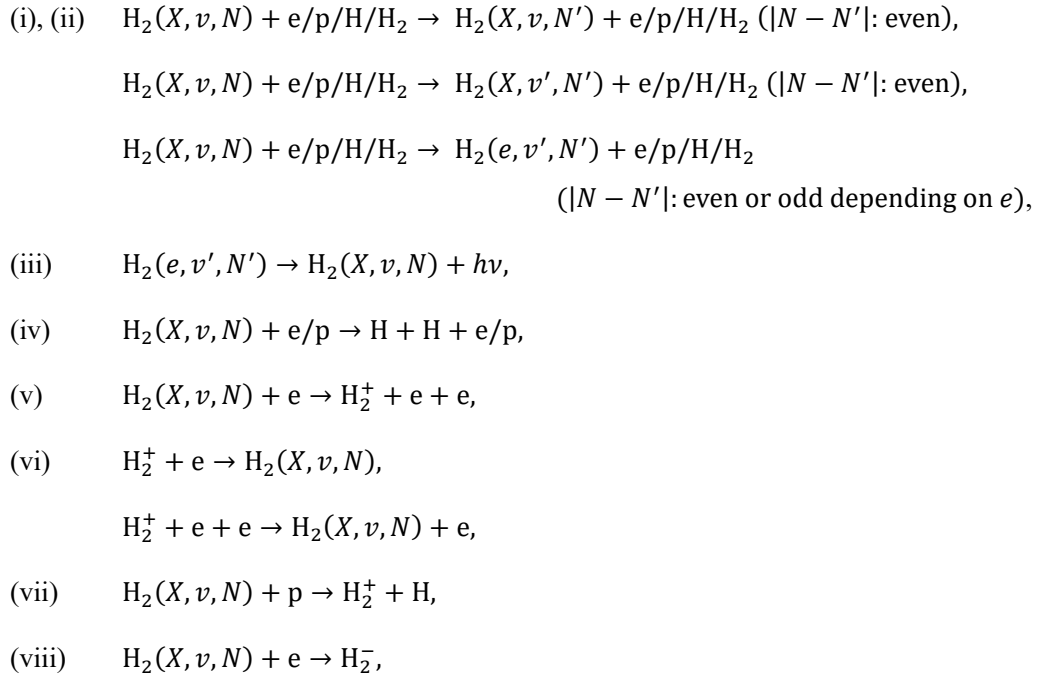 (i), (ii) H₂(X, v, N) + e/p/H/H₂ → H₂(X, v, N′) + e/p/H/H₂ (|N − N′|: even),
H₂(X, v, N) + e/p/H/H₂ → H₂(X, v′, N′) + e/p/H/H₂ (|N − N′|: even),
H₂(X, v, N) + e/p/H/H₂ → H₂(e, v′, N′) + e/p/H/H₂
(|N − N′|: even or odd depending on e),
(iii) H₂(e, v′, N′) → H₂(X, v, N) + hν,
(iv) H₂(X, v, N) + e/p → H + H + e/p,
(v) H₂(X, v, N) + e → H₂⁺ + e + e,
(vi) H₂⁺ + e → H₂(X, v, N),
H₂⁺ + e + e → H₂(X, v, N) + e,
(vii) H₂(X, v, N) + p → H₂⁺ + H,
(viii) H₂(X, v, N) + e → H₂⁻,